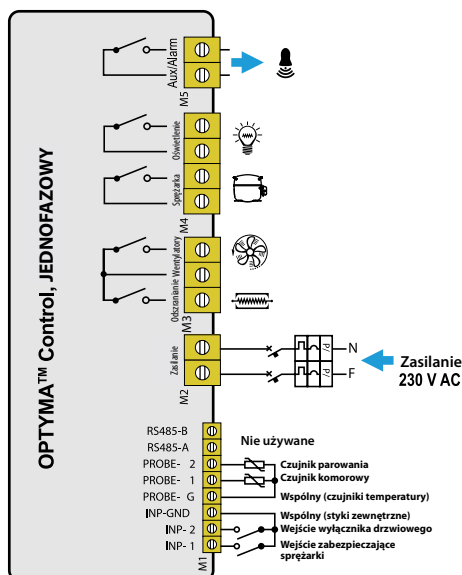 OPTYMA™ Control, JEDNOFAZOWY
Aux/Alarm
M5
Oświetlenie
Sprężarka
M4
Wentylatory
Odszranianie
M3
Zasilanie
M2
N
F
P/
P/
Zasilanie
230 V AC
RS485-B
RS485-A
Nie używane
PROBE- 2
Czujnik parowania
PROBE- 1
Czujnik komorowy
PROBE- G
Wspólny (czujniki temperatury)
INP-GND
Wspólny (styki zewnętrzne)
INP- 2
Wejście wyłącznika drzwiowego
INP- 1
Wejście zabezpieczające
sprężarki
M1